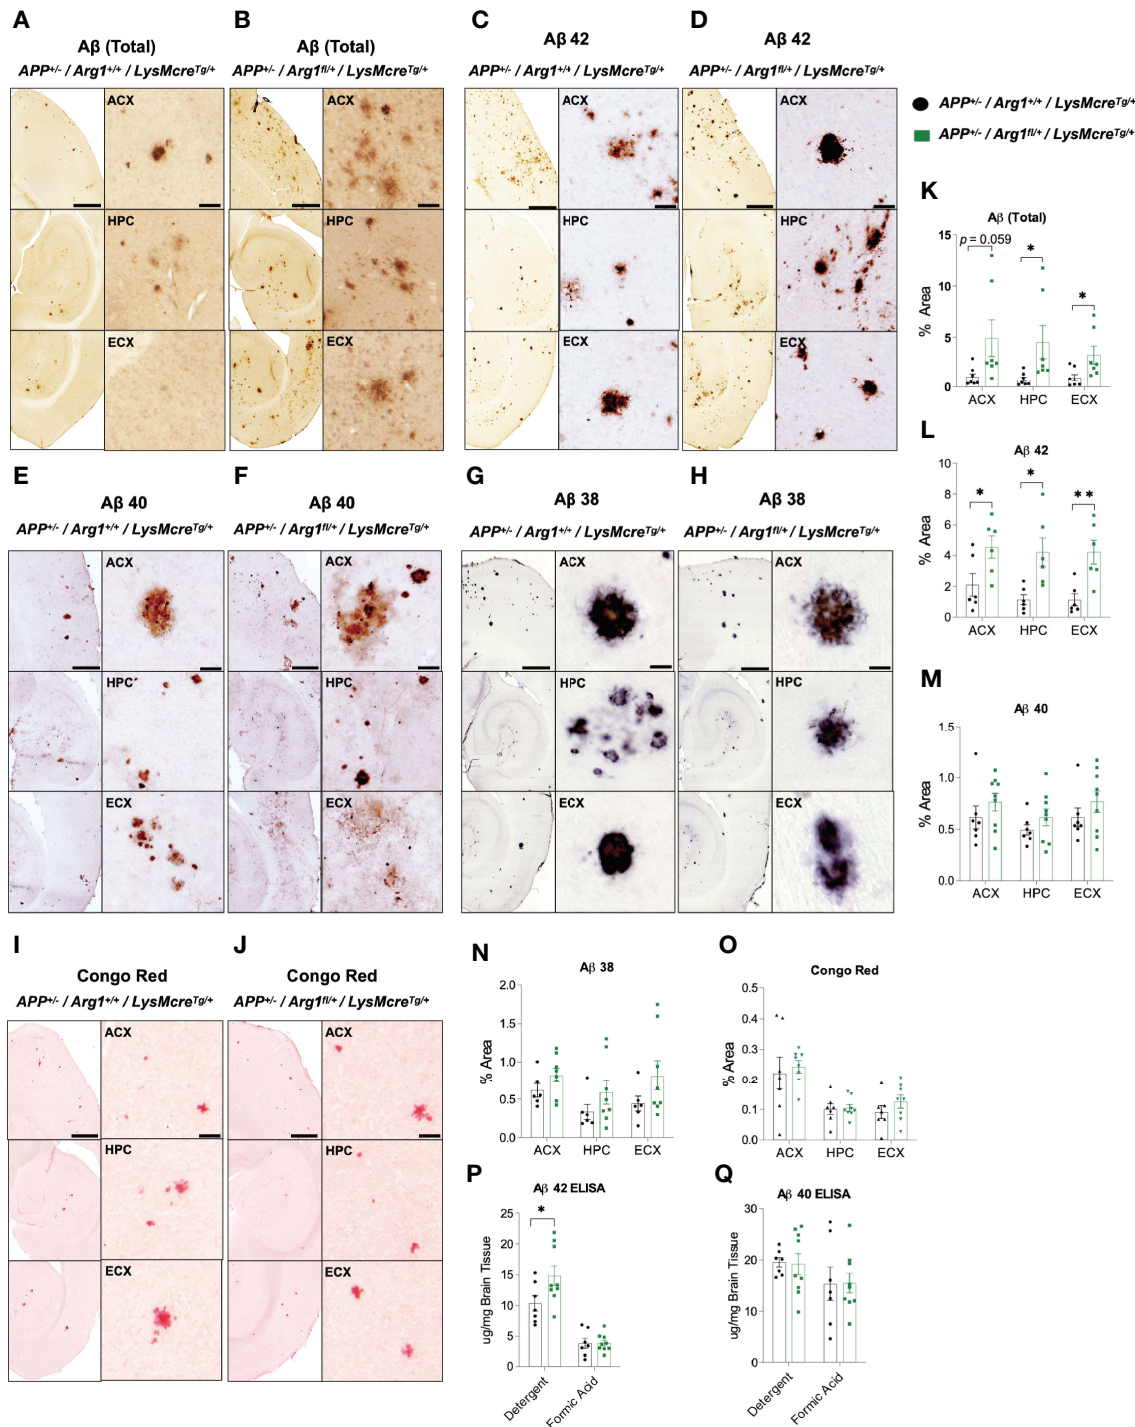 A
Aβ (Total)
APP+/- / Arg1+/+ / LysMcreTg/+
ACX
HPC
ECX
B
Aβ (Total)
APP+/- / Arg1fl/+ / LysMcreTg/+
ACX
HPC
ECX
C
Aβ 42
APP+/- / Arg1+/+ / LysMcreTg/+
ACX
HPC
ECX
D
Aβ 42
APP+/- / Arg1fl/+ / LysMcreTg/+
ACX
HPC
ECX
APP+/- / Arg1+/+ / LysMcreTg/+
APP+/- / Arg1fl/+ / LysMcreTg/+
E
Aβ 40
APP+/- / Arg1+/+ / LysMcreTg/+
ACX
HPC
ECX
F
Aβ 40
APP+/- / Arg1fl/+ / LysMcreTg/+
ACX
HPC
ECX
G
Aβ 38
APP+/- / Arg1+/+ / LysMcreTg/+
ACX
HPC
ECX
H
Aβ 38
APP+/- / Arg1fl/+ / LysMcreTg/+
ACX
HPC
ECX
I
Congo Red
APP+/- / Arg1+/+ / LysMcreTg/+
ACX
HPC
ECX
J
Congo Red
APP+/- / Arg1fl/+ / LysMcreTg/+
ACX
HPC
ECX
K
Aβ (Total)
% Area
15
10
5
0
p = 0.059
*
*
ACX HPC ECX
L
Aβ 42
% Area
10
8
6
4
2
0
*
*
* *
ACX HPC ECX
M
Aβ 40
% Area
1.5
1.0
0.5
0.0
ACX HPC ECX
N
Aβ 38
% Area
2.0
1.5
1.0
0.5
0.0
ACX HPC ECX
O
Congo Red
% Area
0.5
0.4
0.3
0.2
0.1
0.0
ACX HPC ECX
P
Aβ 42 ELISA
ug/mg Brain Tissue
25
20
15
10
5
0
*
Detergent Formic Acid
Q
Aβ 40 ELISA
ug/mg Brain Tissue
30
20
10
0
Detergent Formic Acid